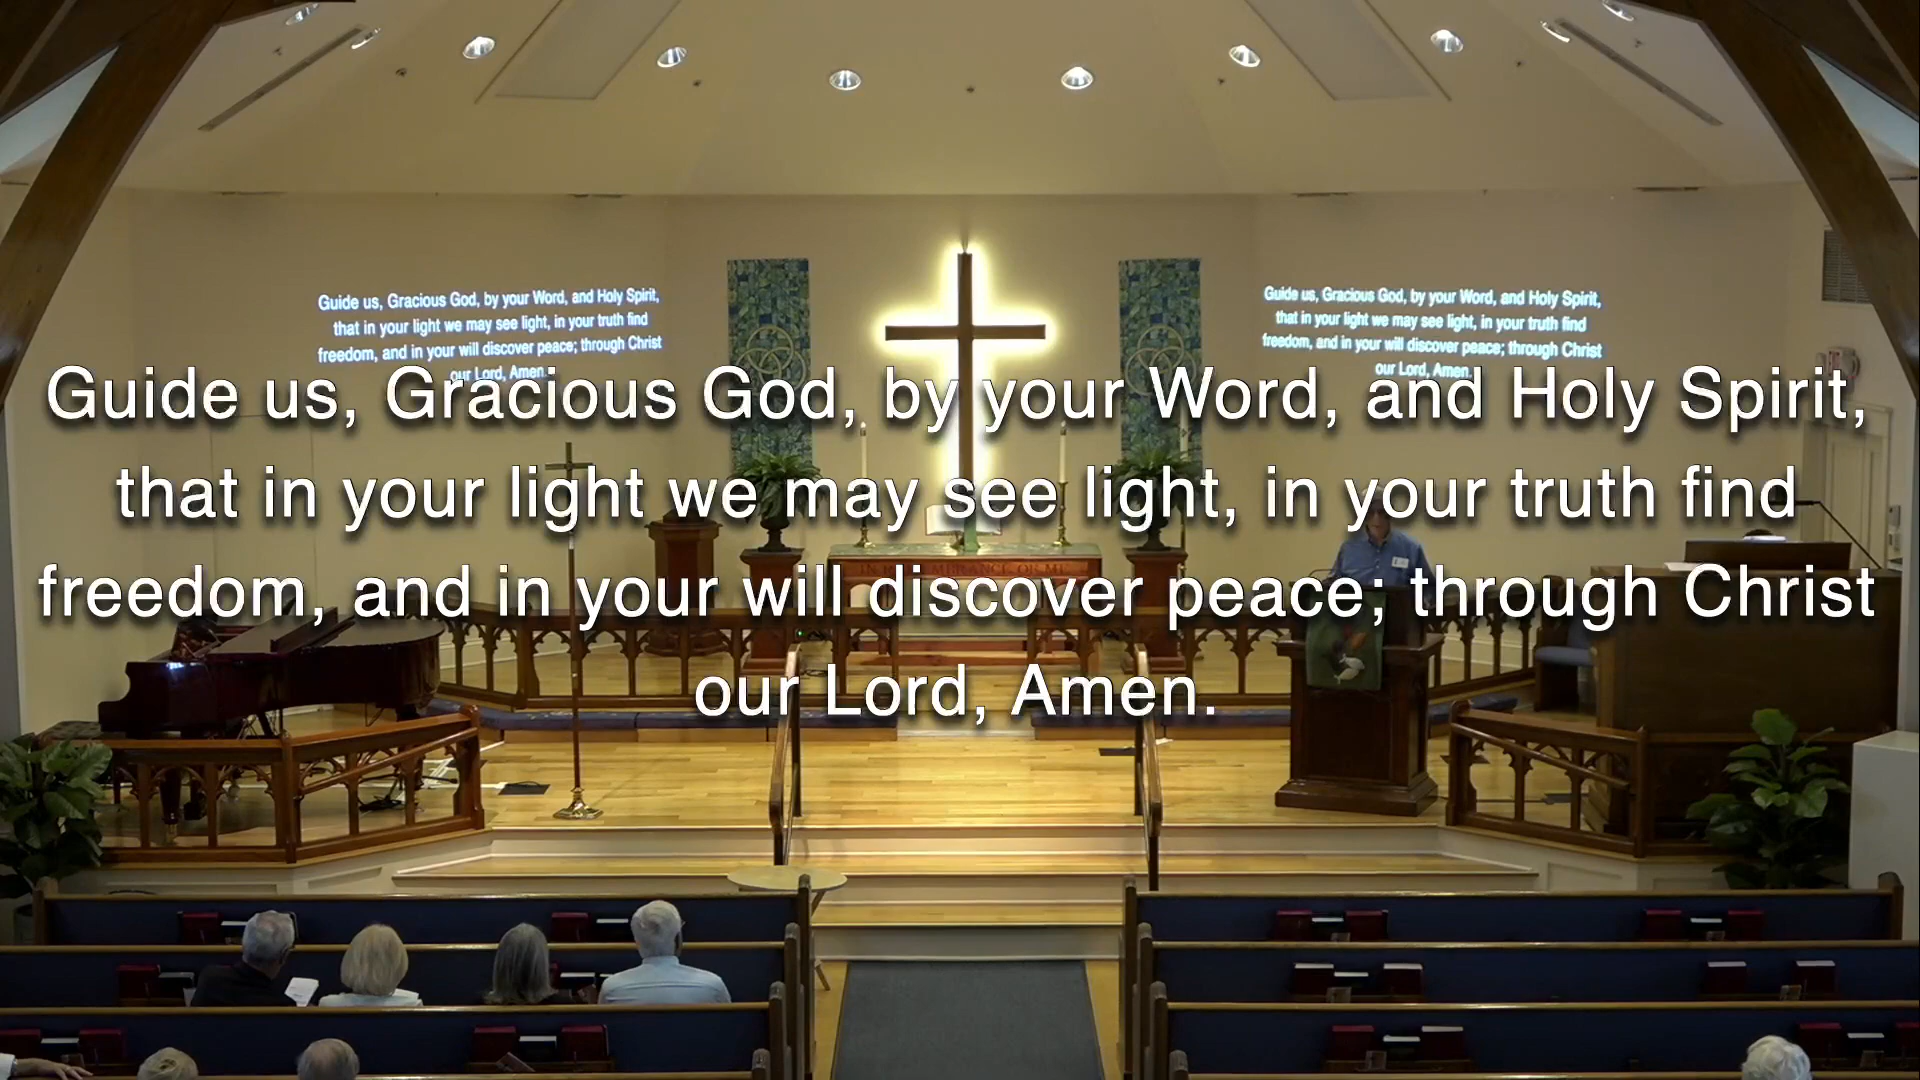 Guide us, Gracious God, by your Word, and Holy Spirit,
that in your light we may see light, in your truth find
freedom, and in your will discover peace; through Christ
our Lord, Amen.
Guide us, Gracious God, by your Word, and Holy Spirit,
that in your light we may see light, in your truth find
freedom, and in your will discover peace; through Christ
our Lord, Amen.
Guide us, Gracious God, by your Word, and Holy Spirit,
that in your light we may see light, in your truth find
freedom, and in your will discover peace; through Christ
our Lord, Amen.
IN REMEMBRANCE OF ME